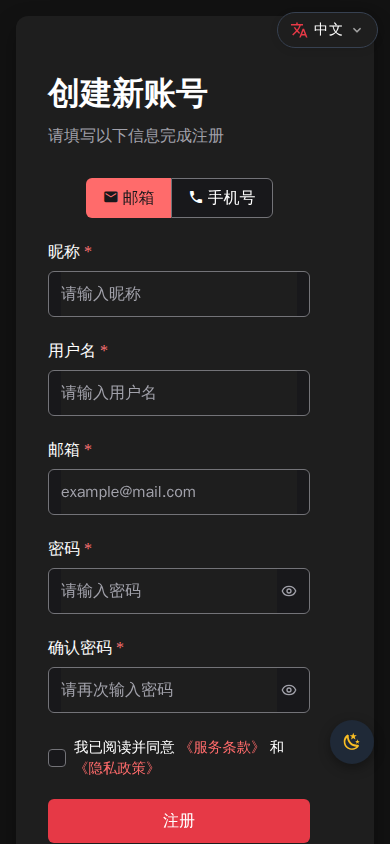 中文
创建新账号
请填写以下信息完成注册
邮箱 手机号
昵称 *
请输入昵称
用户名 *
请输入用户名
邮箱 *
example@mail.com
密码 *
请输入密码
确认密码 *
请再次输入密码
我已阅读并同意 《服务条款》 和
《隐私政策》
注册